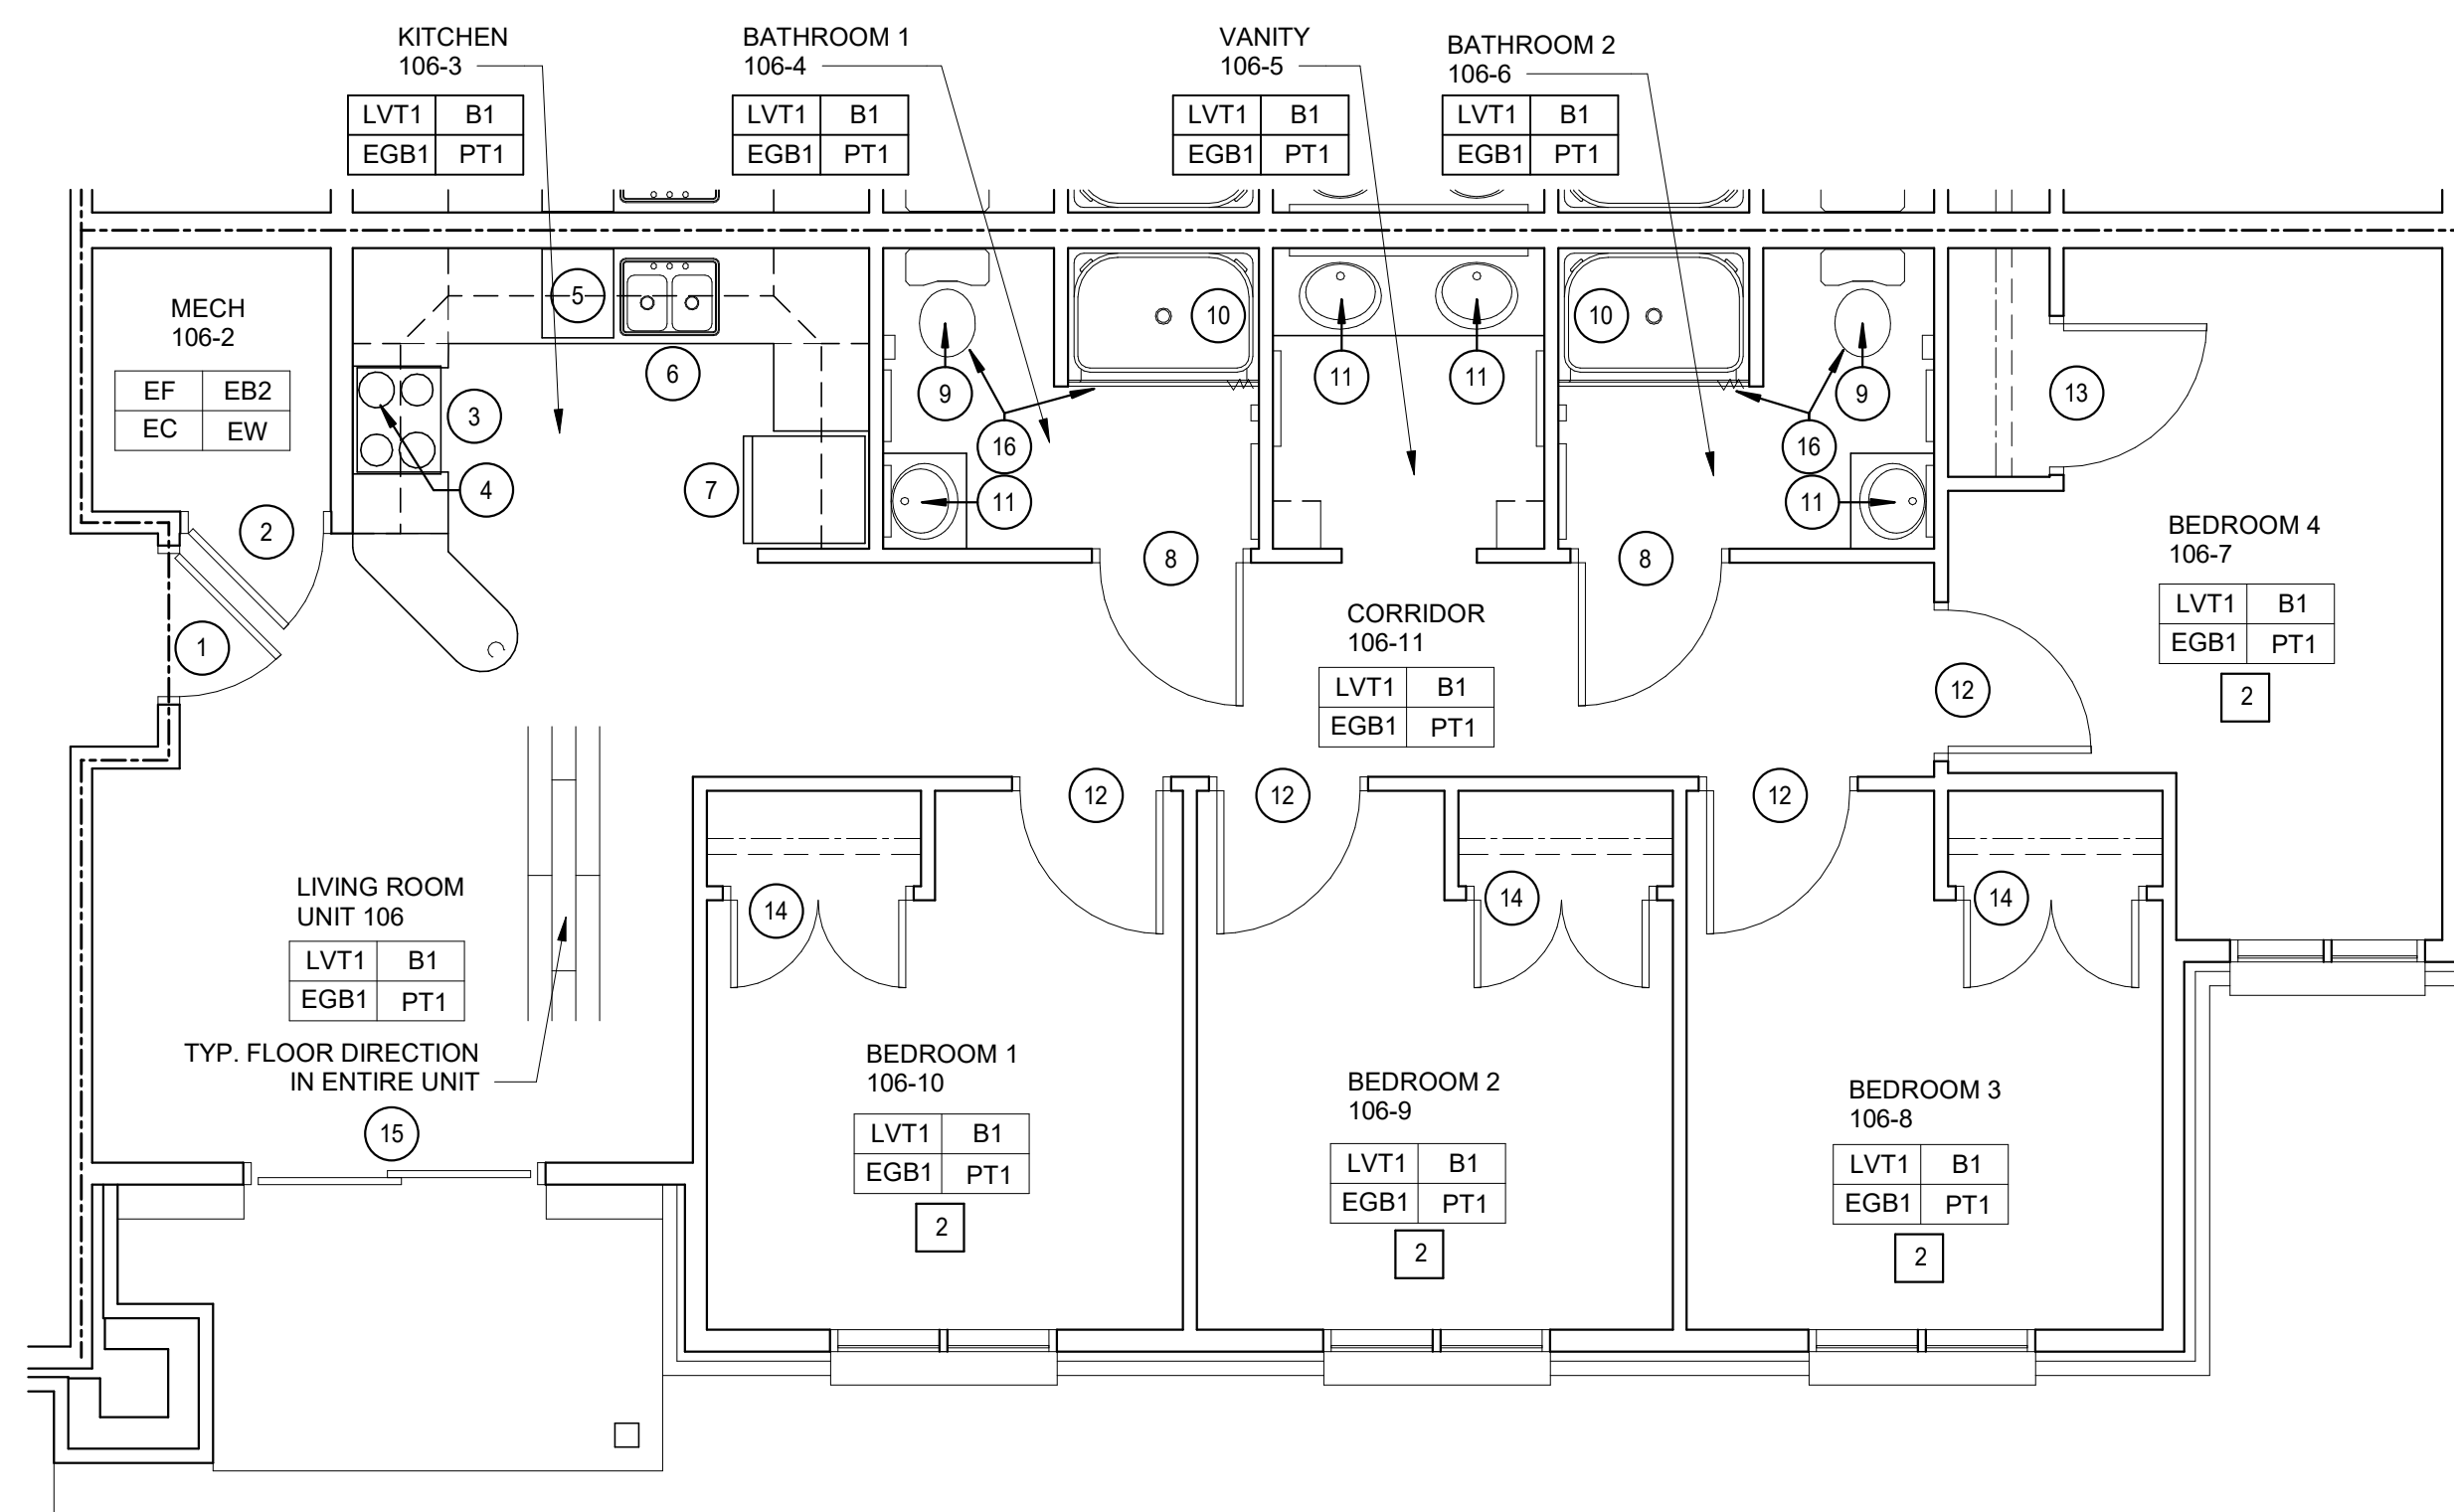 KITCHEN
106-3
LVT1 B1
EGB1 PT1
BATHROOM 1
106-4
LVT1 B1
EGB1 PT1
VANITY
106-5
LVT1 B1
EGB1 PT1
BATHROOM 2
106-6
LVT1 B1
EGB1 PT1
MECH
106-2
EF EB2
EC EW
5
10
10
6
11
11
9
9
13
3
16
16
4
7
11
11
2
8
8
1
BEDROOM 4
106-7
LVT1 B1
EGB1 PT1
2
CORRIDOR
106-11
LVT1 B1
EGB1 PT1
12
12
12
12
14
14
14
LIVING ROOM
UNIT 106
LVT1 B1
EGB1 PT1
TYP. FLOOR DIRECTION
IN ENTIRE UNIT
15
BEDROOM 1
106-10
LVT1 B1
EGB1 PT1
2
BEDROOM 2
106-9
LVT1 B1
EGB1 PT1
2
BEDROOM 3
106-8
LVT1 B1
EGB1 PT1
2